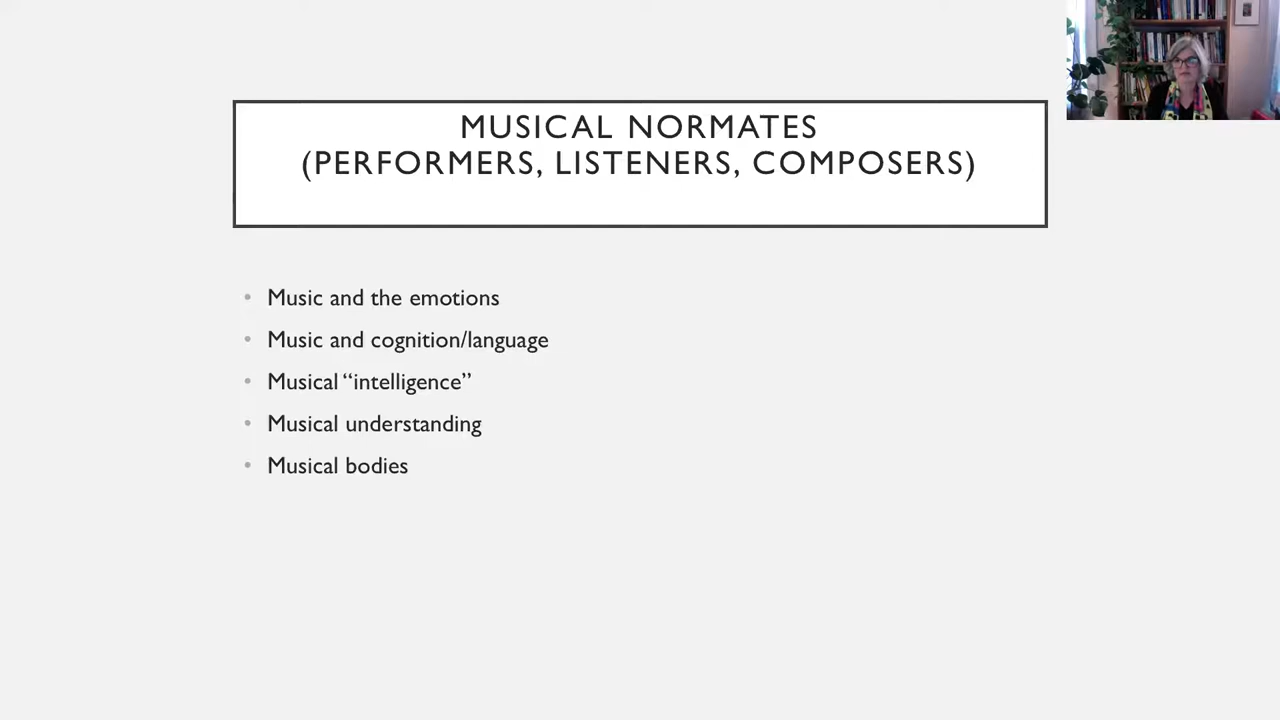 MUSICAL NORMATES
(PERFORMERS, LISTENERS, COMPOSERS)
• Music and the emotions
• Music and cognition/language
• Musical “intelligence”
• Musical understanding
• Musical bodies